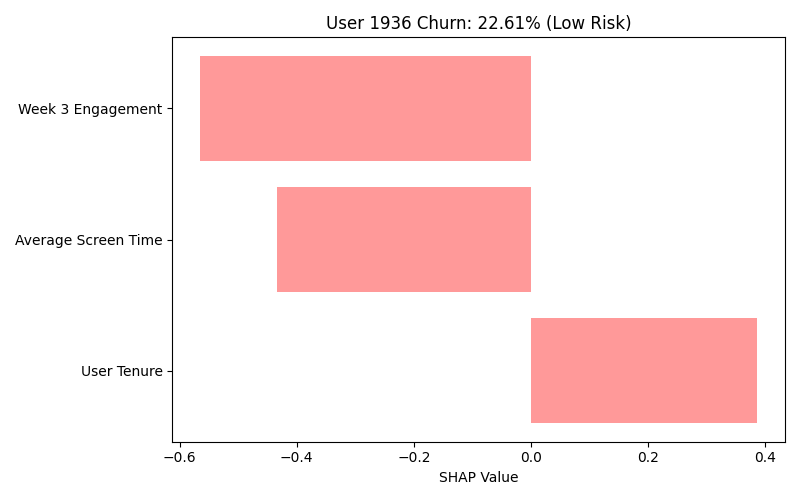 User 1936 Churn: 22.61% (Low Risk)
Week 3 Engagement
Average Screen Time
User Tenure
−0.6 −0.4 −0.2 0.0 0.2 0.4
SHAP Value